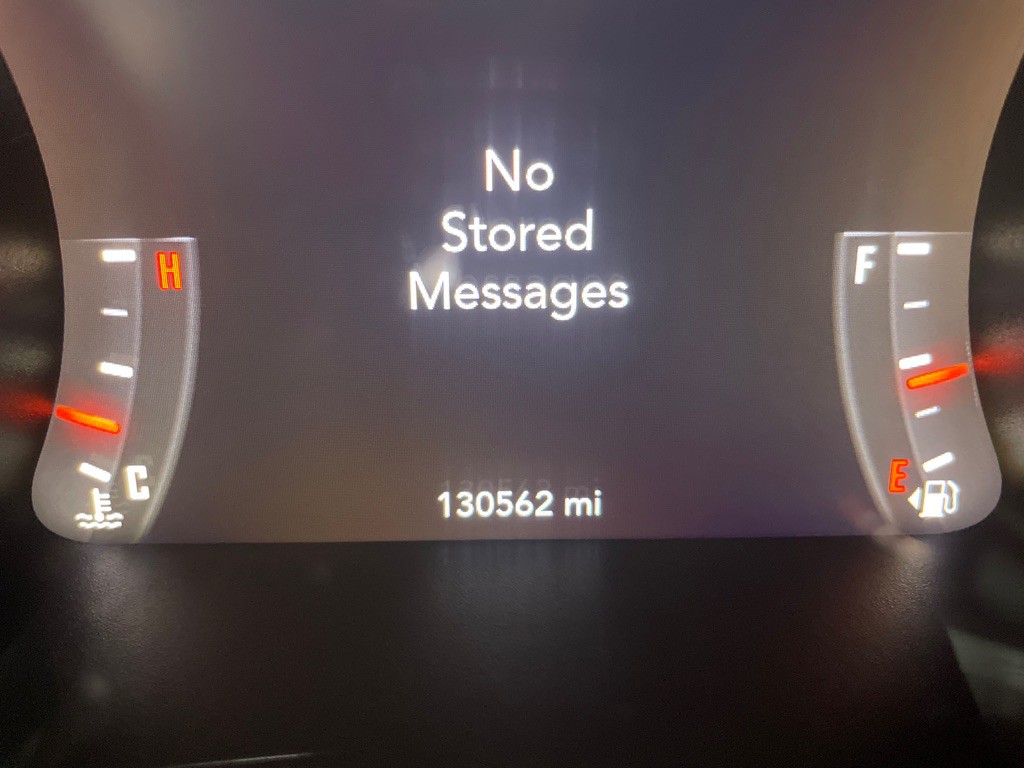 No
Stored
Messages
H
F
C
E
130562 mi